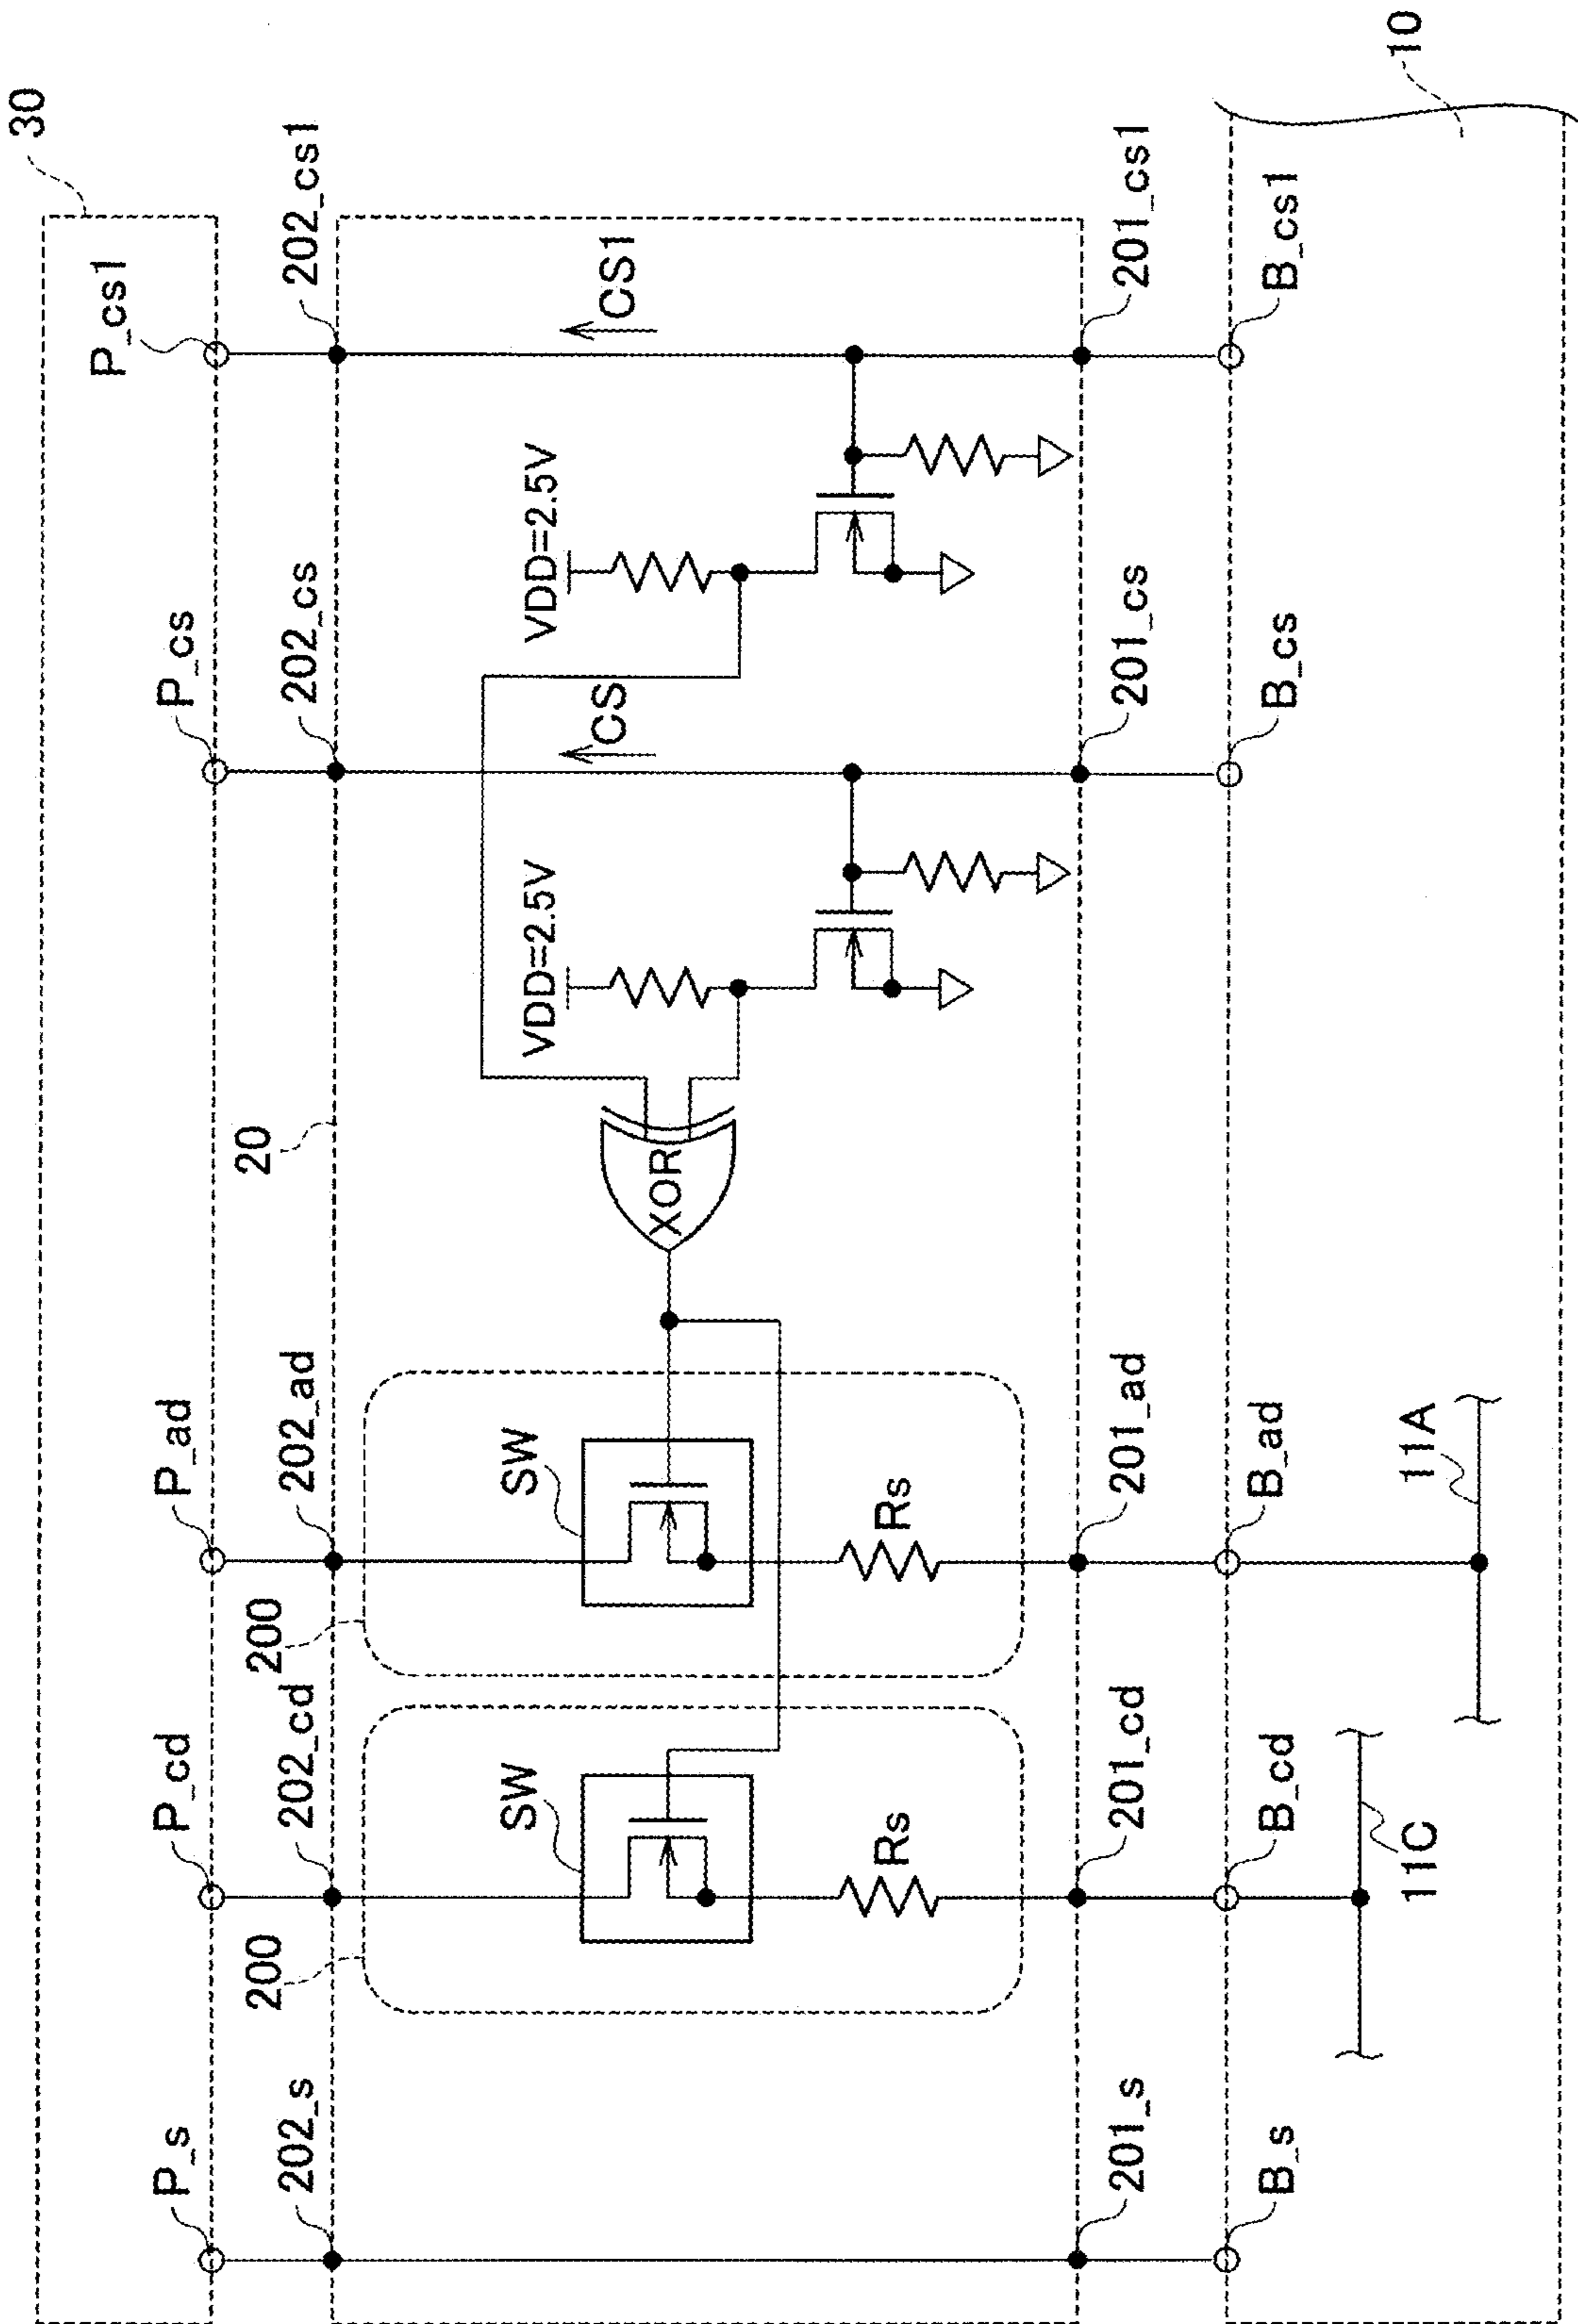 30
P_s
P_cd
P_ad
P_cs
P_cs1
202_s
202_cd
202_ad
20
202_cs
202_cs1
200
200
SW
SW
XOR
VDD=2.5V
VDD=2.5V
CS
CS1
Rs
Rs
201_s
201_cd
201_ad
201_cs
201_cs1
B_s
B_cd
B_ad
B_cs
B_cs1
11C
11A
10